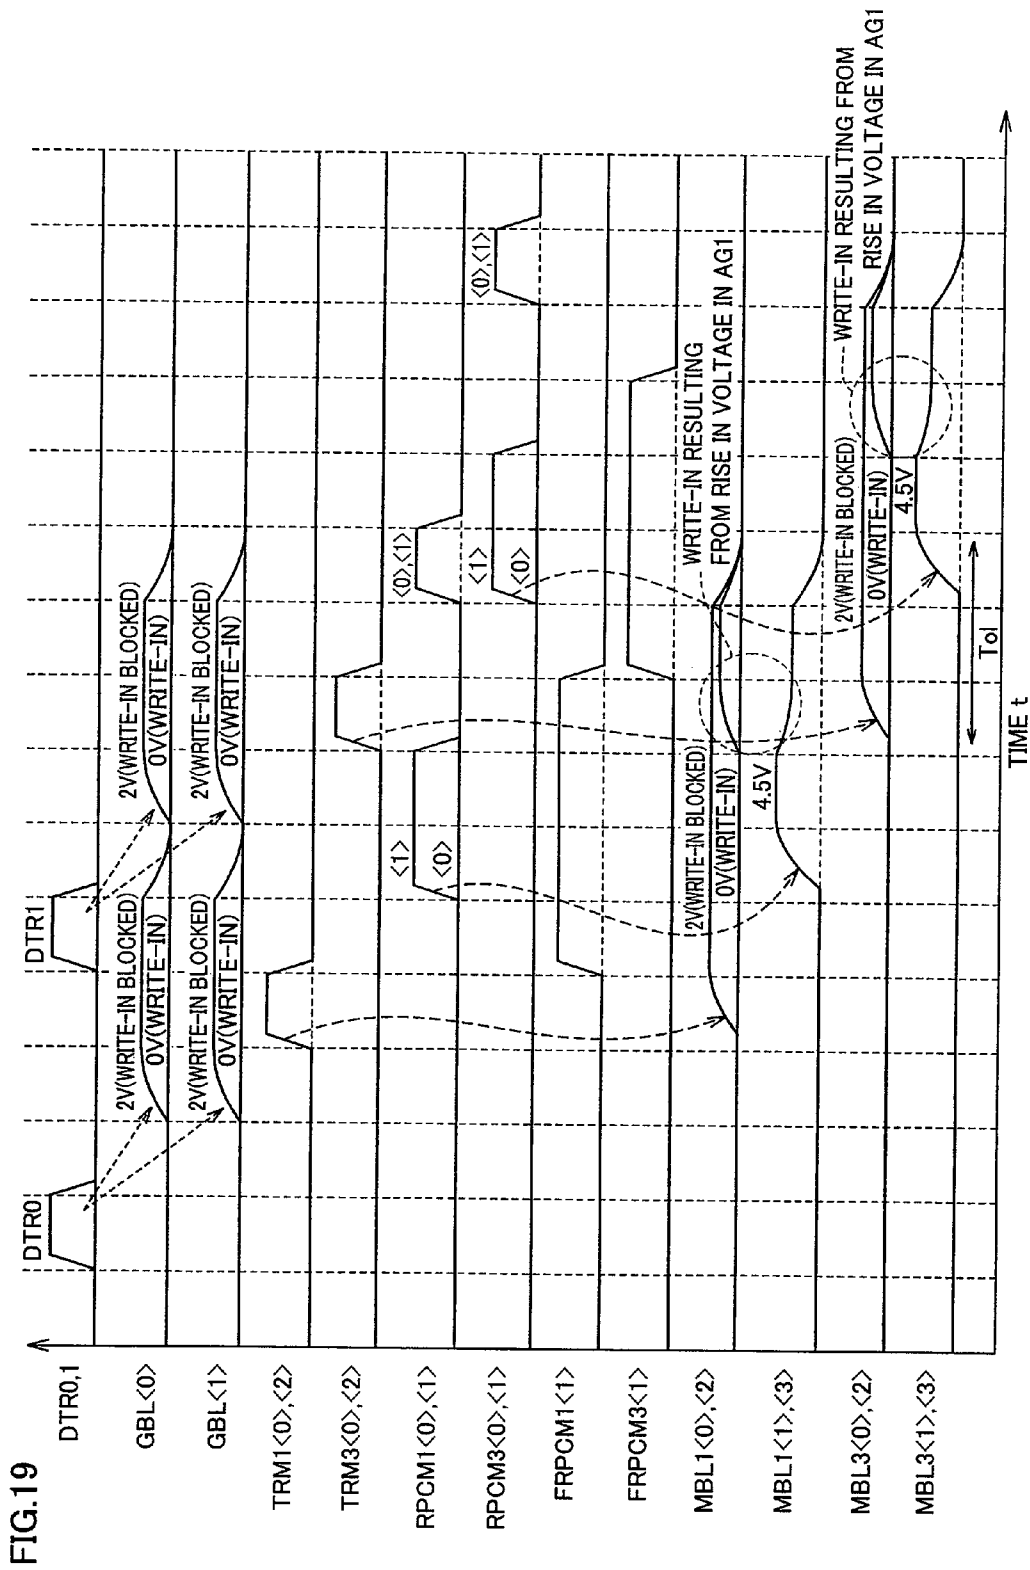 FIG.19
DTR0,1
DTR0
DTR1
GBL<0>
2V(WRITE-IN BLOCKED)
0V(WRITE-IN)
2V(WRITE-IN BLOCKED)
0V(WRITE-IN)
GBL<1>
2V(WRITE-IN BLOCKED)
0V(WRITE-IN)
2V(WRITE-IN BLOCKED)
0V(WRITE-IN)
TRM1<0>,<2>
TRM3<0>,<2>
RPCM1<0>,<1>
<1>
<0>
<0>,<1>
RPCM3<0>,<1>
<1>
<0>
<0>,<1>
FRPCM1<1>
FRPCM3<1>
MBL1<0>,<2>
2V(WRITE-IN BLOCKED)
0V(WRITE-IN)
WRITE-IN RESULTING
FROM RISE IN VOLTAGE IN AG1
MBL1<1>,<3>
4.5V
MBL3<0>,<2>
2V(WRITE-IN BLOCKED)
0V(WRITE-IN)
WRITE-IN RESULTING FROM
RISE IN VOLTAGE IN AG1
MBL3<1>,<3>
4.5V
Tol
TIME t